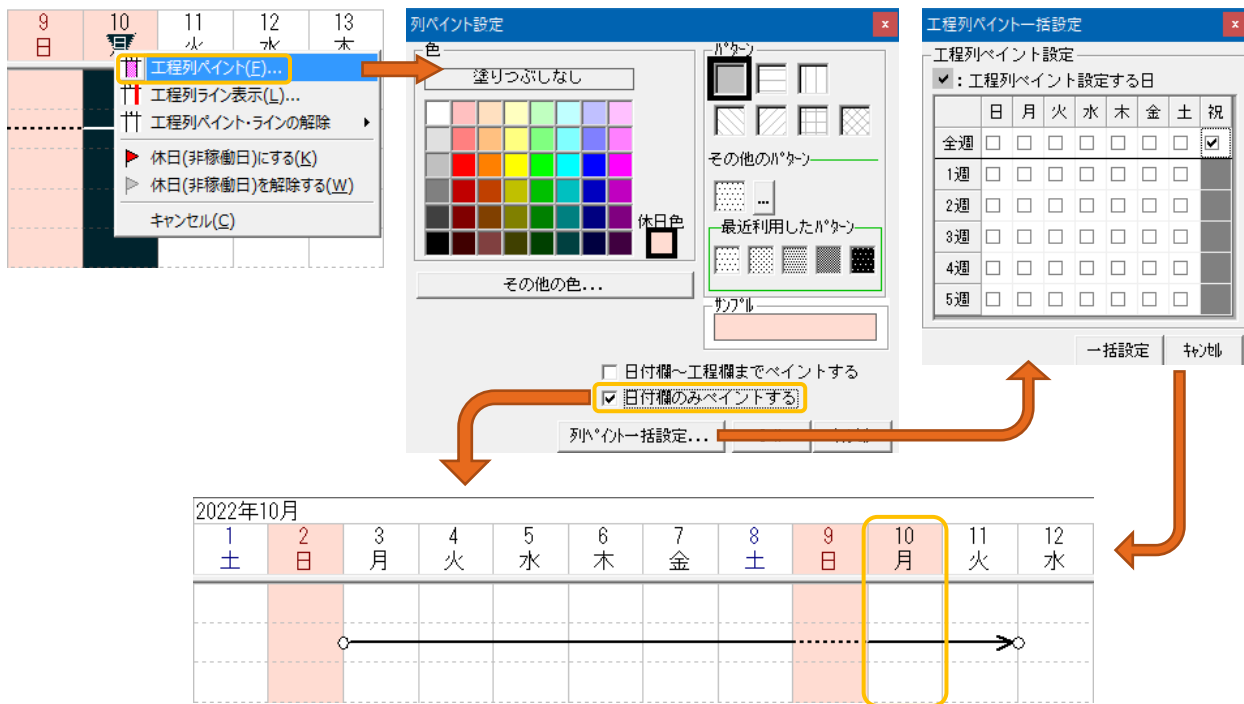 9 10 11 12 13
日 月 火 水 木
工程列ペイント(F)...
工程列ライン表示(L)...
工程列ペイント・ラインの解除
休日(非稼働日)にする(K)
休日(非稼働日)を解除する(W)
キャンセル(C)
列ペイント設定
色
塗りつぶしなし
休日色
その他の色...
ﾊﾟﾀｰﾝ
その他のﾊﾟﾀｰﾝ
...
最近利用したﾊﾟﾀｰﾝ
ｻﾝﾌﾟﾙ
日付欄～工程欄までペイントする
日付欄のみペイントする
列ﾍﾟｲﾝﾄ一括設定...
工程列ペイント一括設定
工程列ペイント設定
：工程列ペイント設定する日
日 月 火 水 木 金 土 祝
全週
1週
2週
3週
4週
5週
一括設定 ｷｬﾝｾﾙ
2022年10月
1 2 3 4 5 6 7 8 9 10 11 12
土 日 月 火 水 木 金 土 日 月 火 水